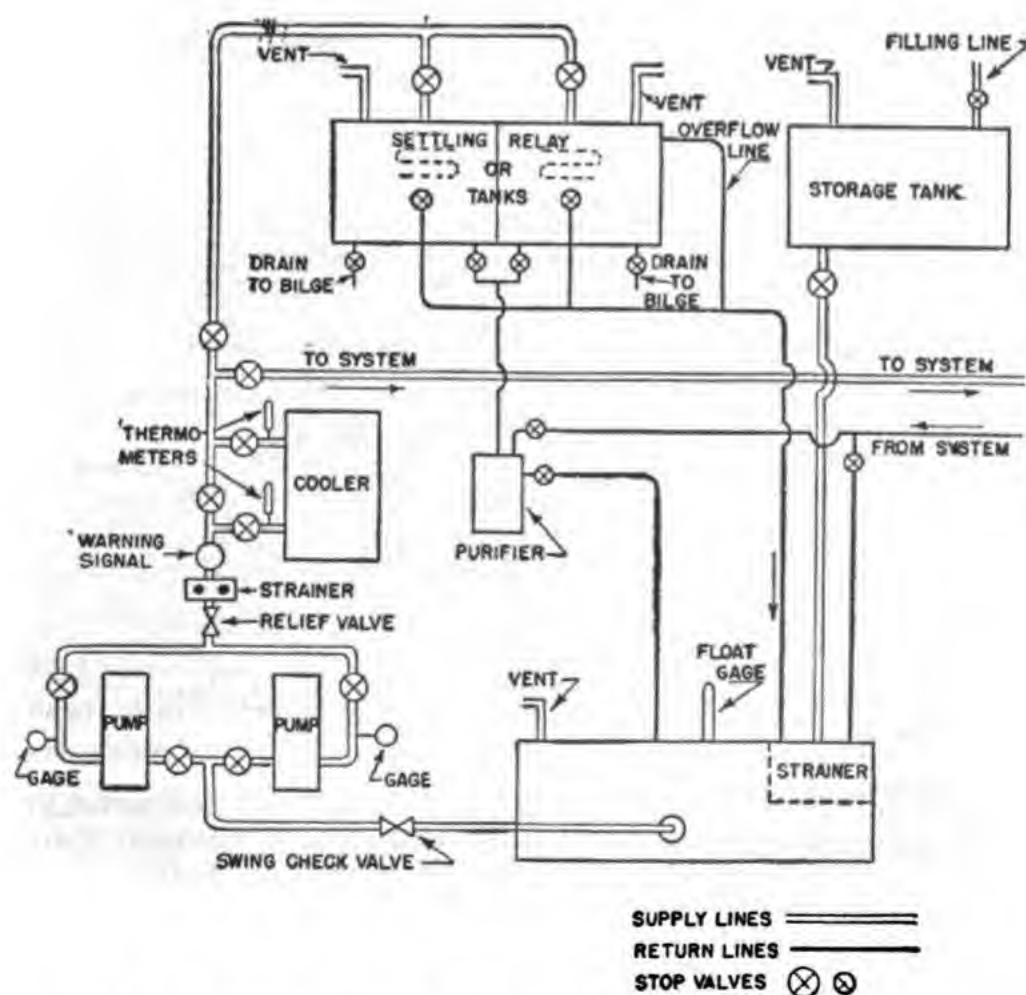 VENT
FILLING LINE
VENT
VENT
OVERFLOW
LINE
SETTLING RELAY
OR
TANKS
STORAGE TANK
DRAIN
TO BILGE
DRAIN
TO
BILGE
TO SYSTEM
TO SYSTEM
THERMO
METERS
COOLER
FROM SYSTEM
PURIFIER
WARNING
SIGNAL
STRAINER
RELIEF VALVE
PUMP
PUMP
GAGE
GAGE
VENT
FLOAT
GAGE
STRAINER
SWING CHECK VALVE
SUPPLY LINES
RETURN LINES
STOP VALVES